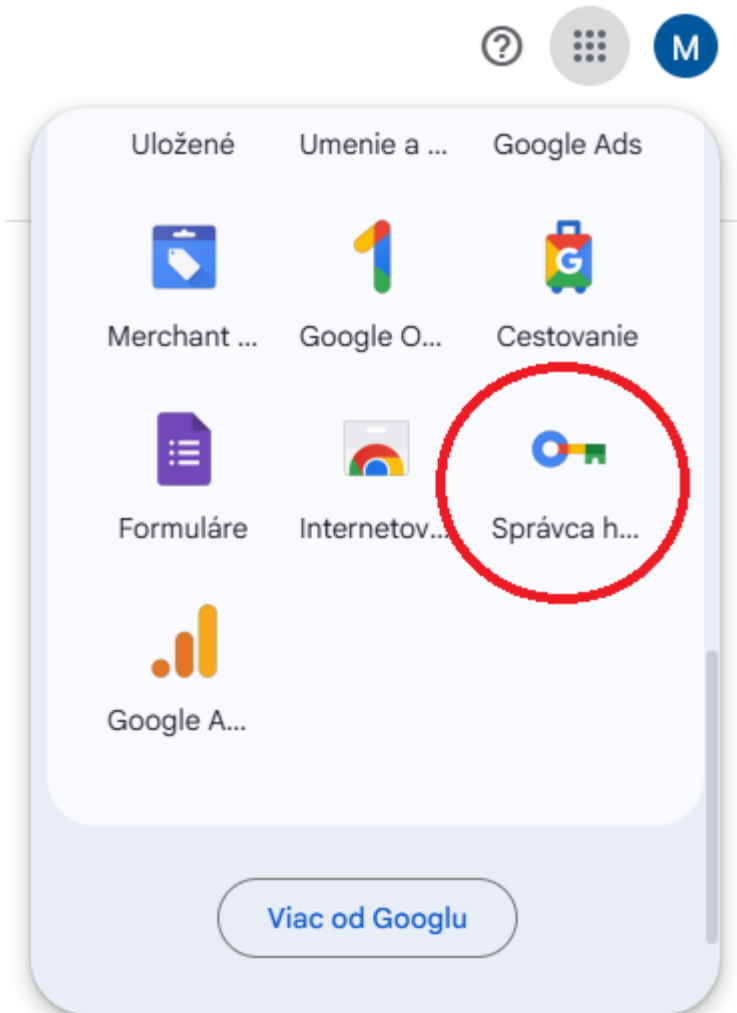 M
Uložené Umenie a ... Google Ads
G
Merchant ... Google O... Cestovanie
Formuláre Internetov... Správca h...
Google A...
Viac od Googlu